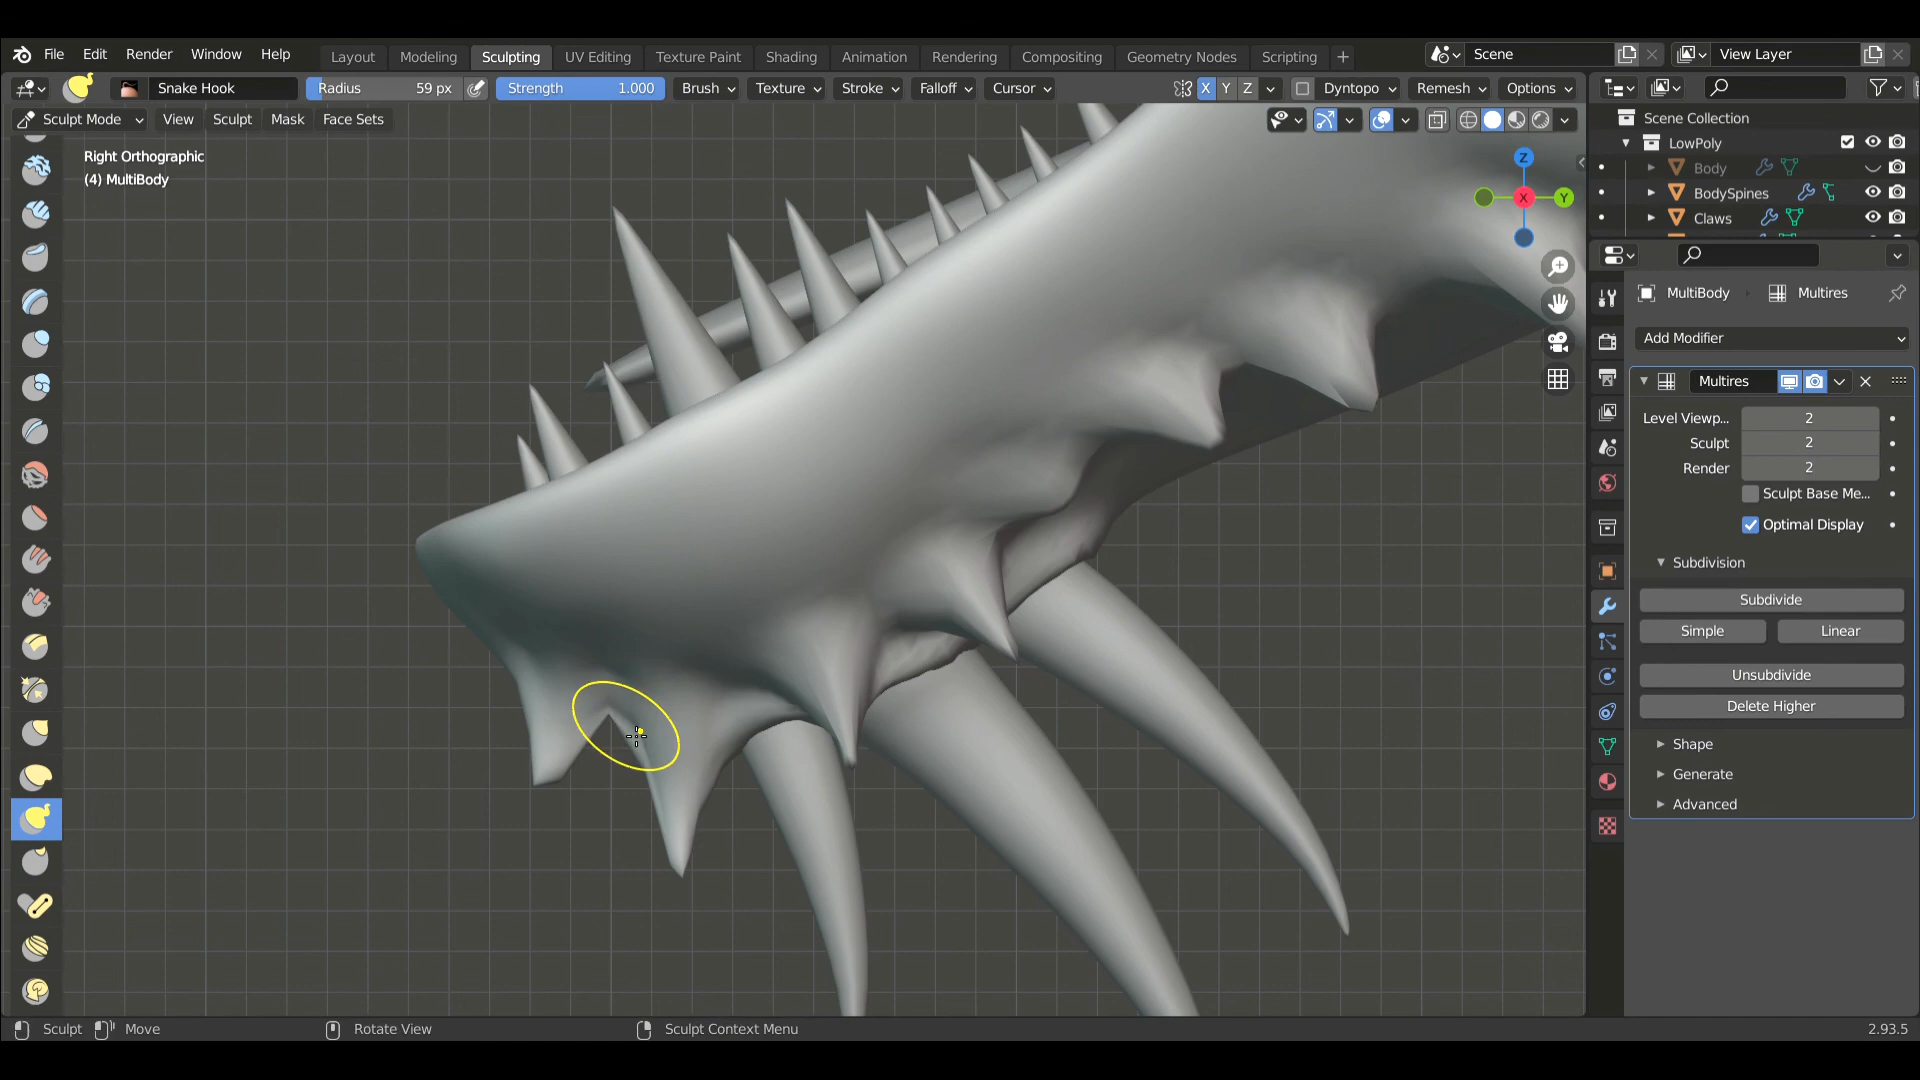 File Edit Render Window Help Layout Modeling Sculpting UV Editing Texture Paint Shading Animation Rendering Compositing Geometry Nodes Scripting + Scene View Layer
Snake Hook Radius 59 px Strength 1.000 Brush Texture Stroke Falloff Cursor X Y Z Dyntopo Remesh Options
Sculpt Mode View Sculpt Mask Face Sets
Right Orthographic
(4) MultiBody
Z
X
Y
Scene Collection
LowPoly
Body
BodySpines
Claws
MultiBody Multires
Add Modifier
Multires
Level Viewp... 2
Sculpt 2
Render 2
Sculpt Base Me...
Optimal Display
Subdivision
Subdivide
Simple Linear
Unsubdivide
Delete Higher
Shape
Generate
Advanced
Sculpt Move Rotate View Sculpt Context Menu 2.93.5